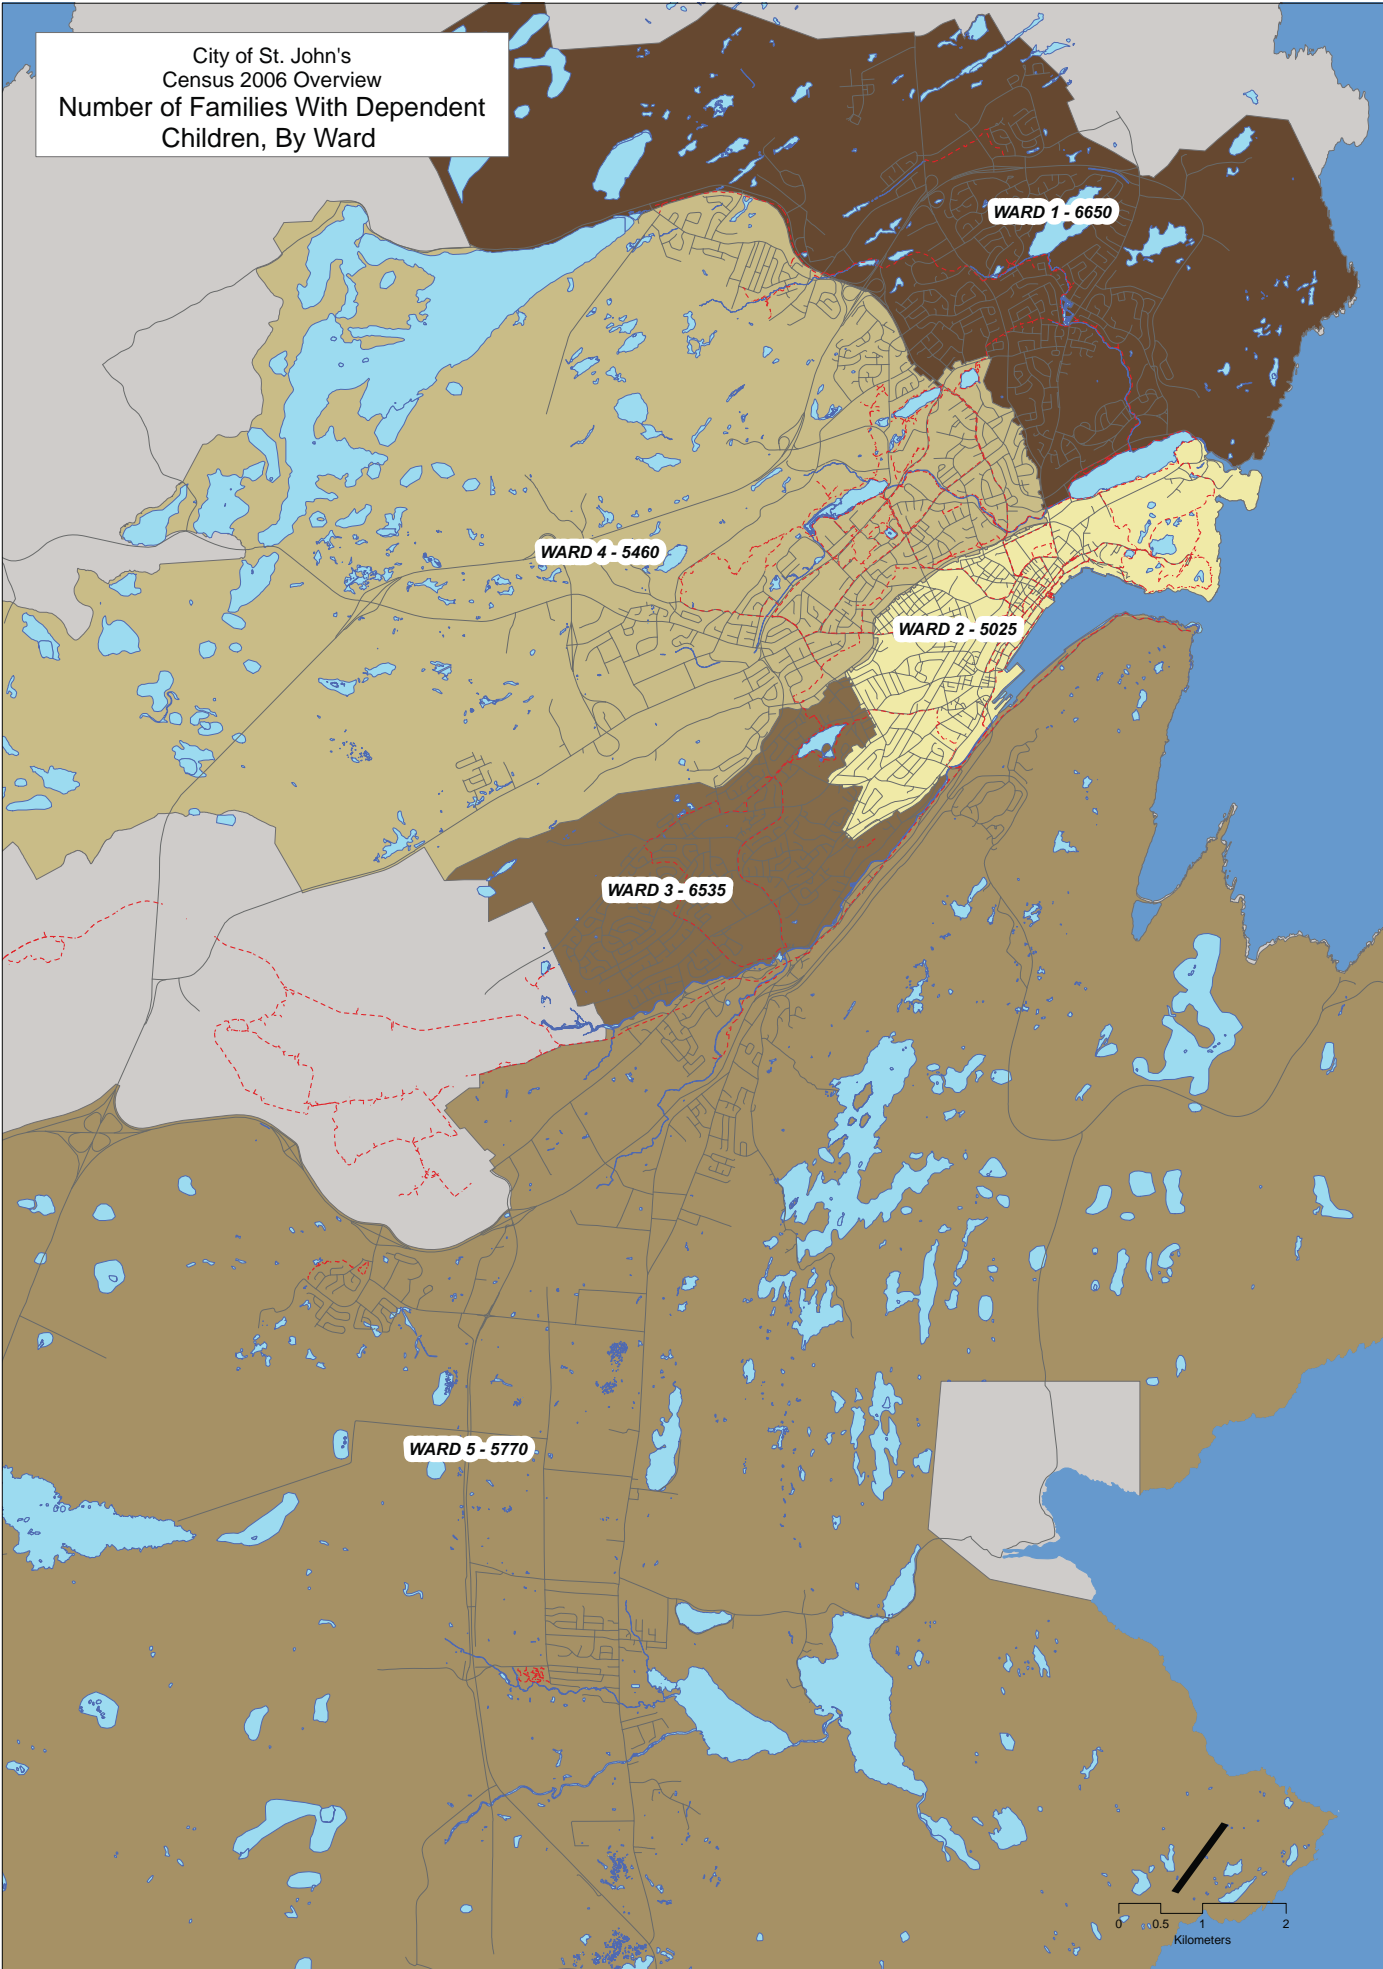 City of St. John's
Census 2006 Overview
Number of Families With Dependent
Children, By Ward
WARD 1 - 6650
WARD 4 - 5460
WARD 2 - 5025
WARD 3 - 6535
WARD 5 - 5770
0 0.5 1 2
Kilometers